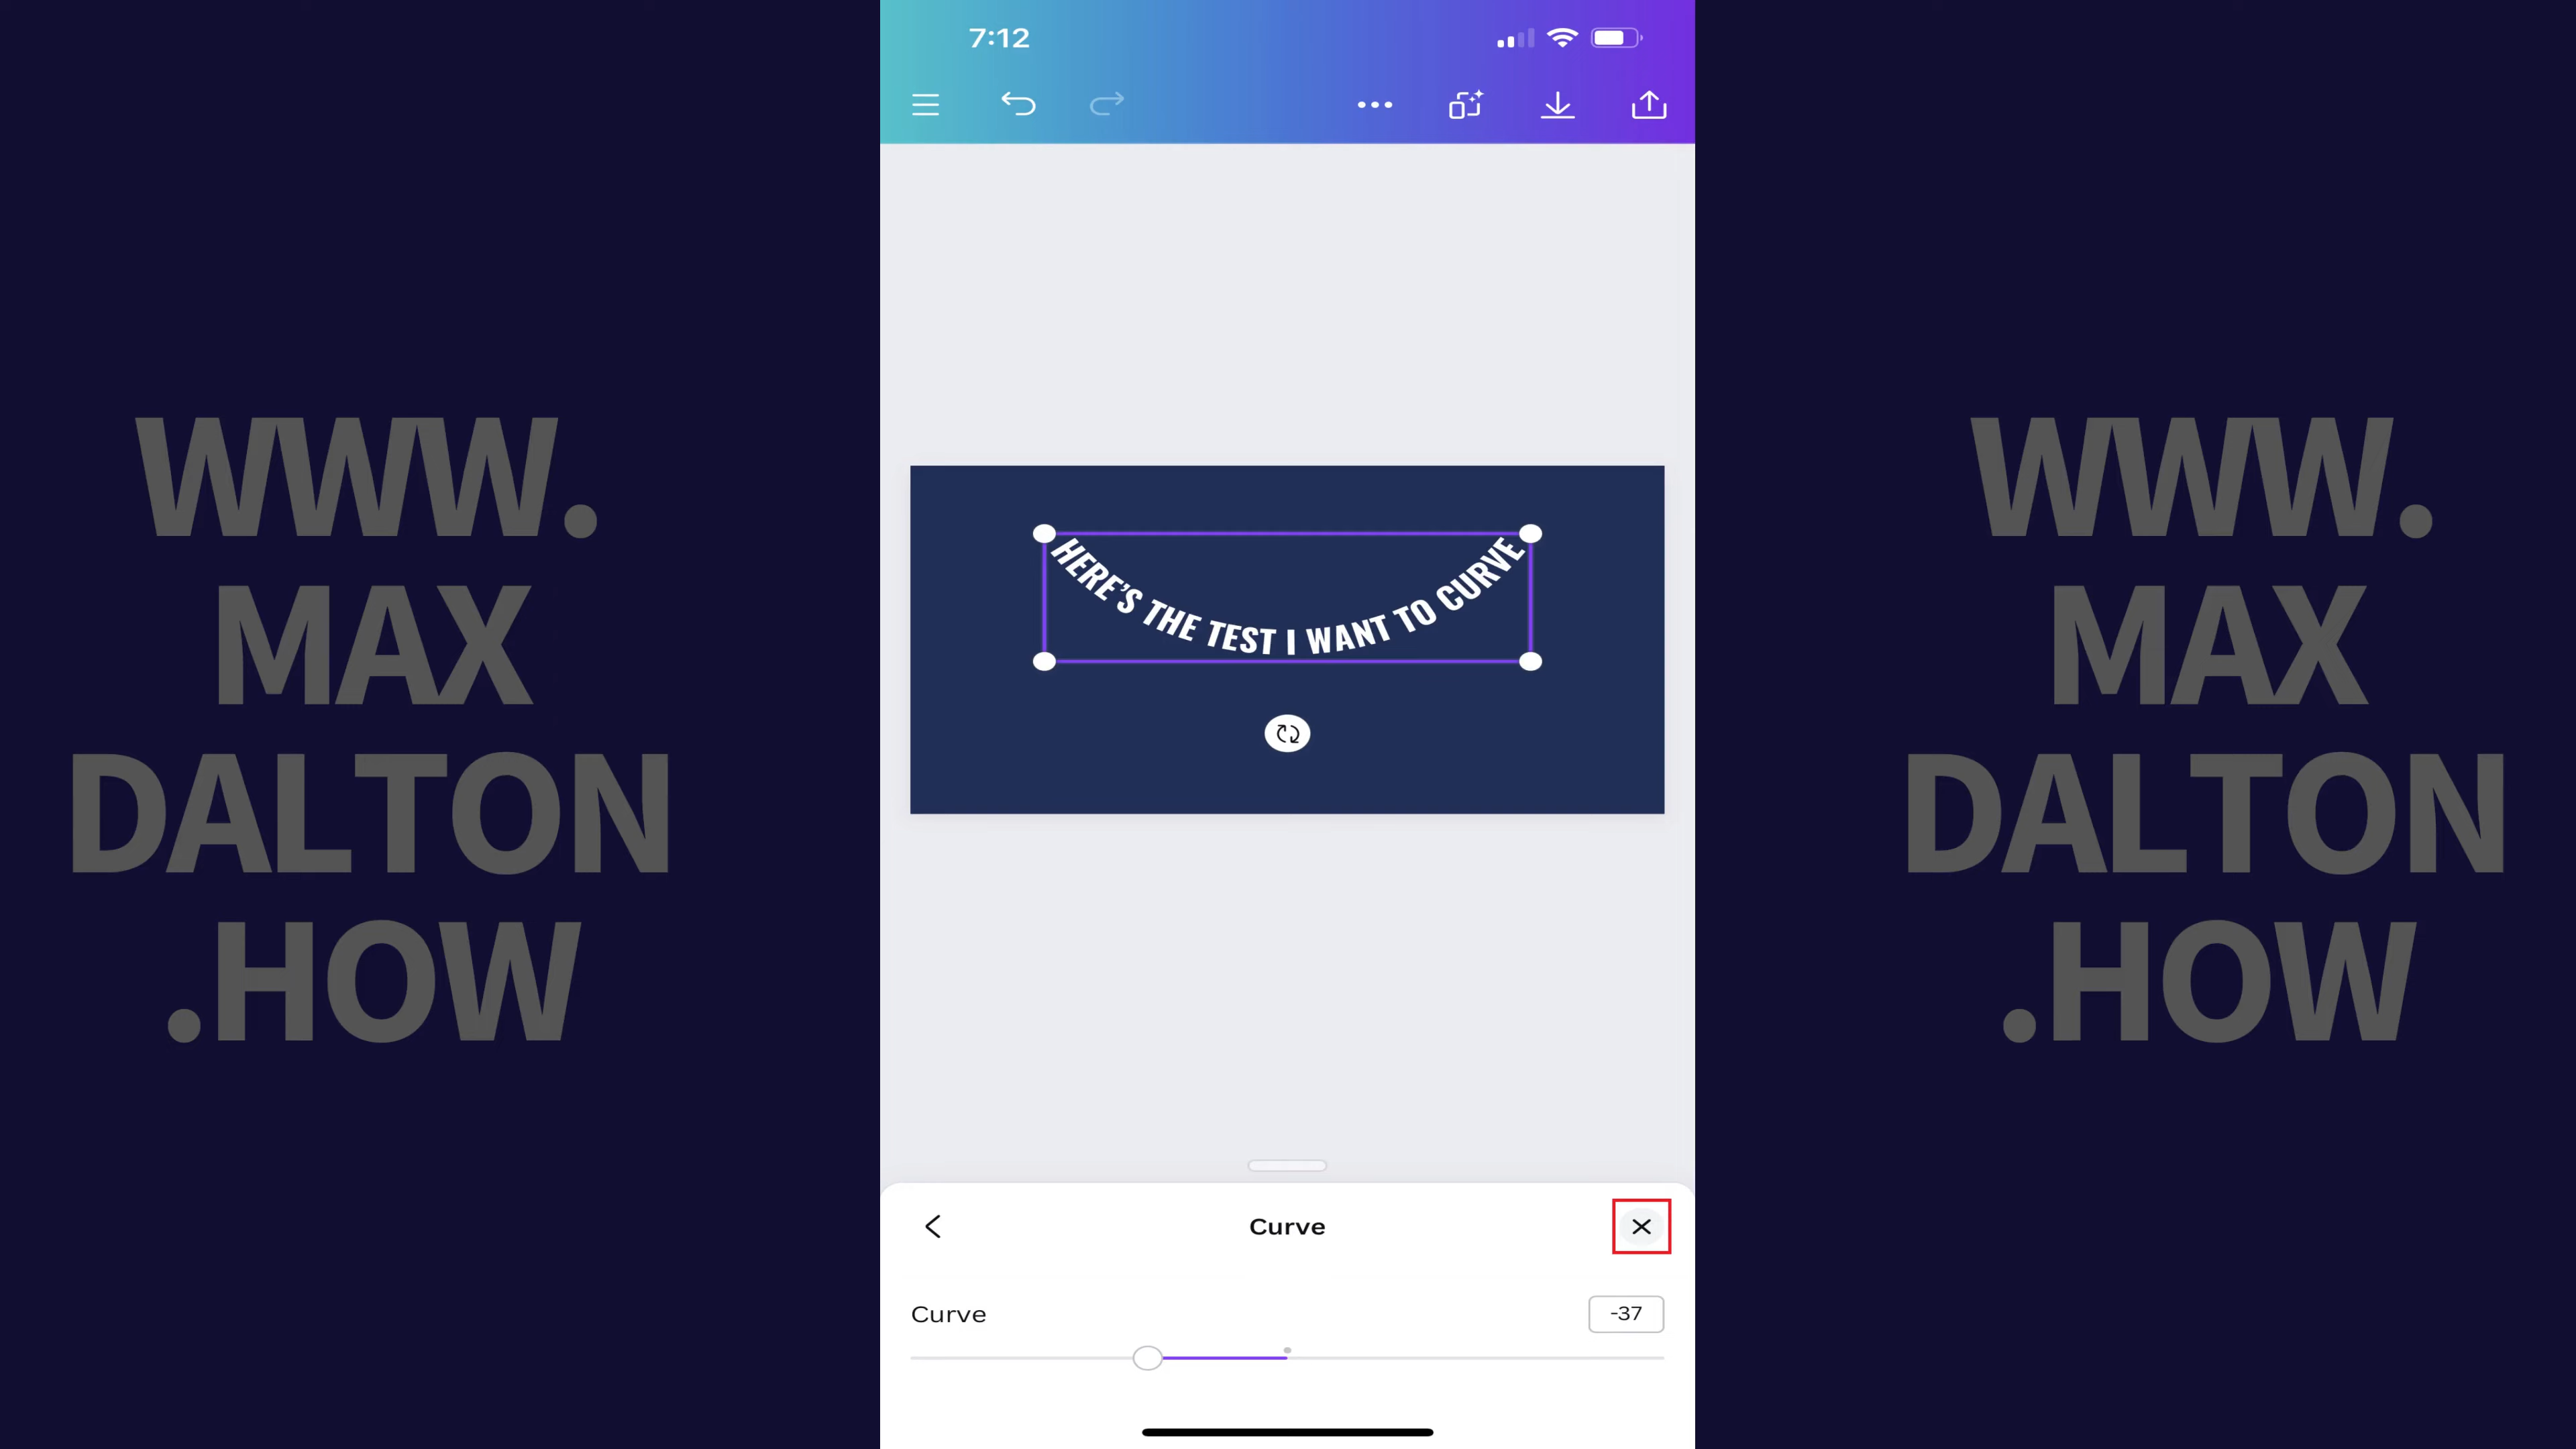 WWW.
MAX
DALTON
.HOW
7:12
HERE'S THE TEST I WANT TO CURVE
Curve
Curve
-37
WWW.
MAX
DALTON
.HOW